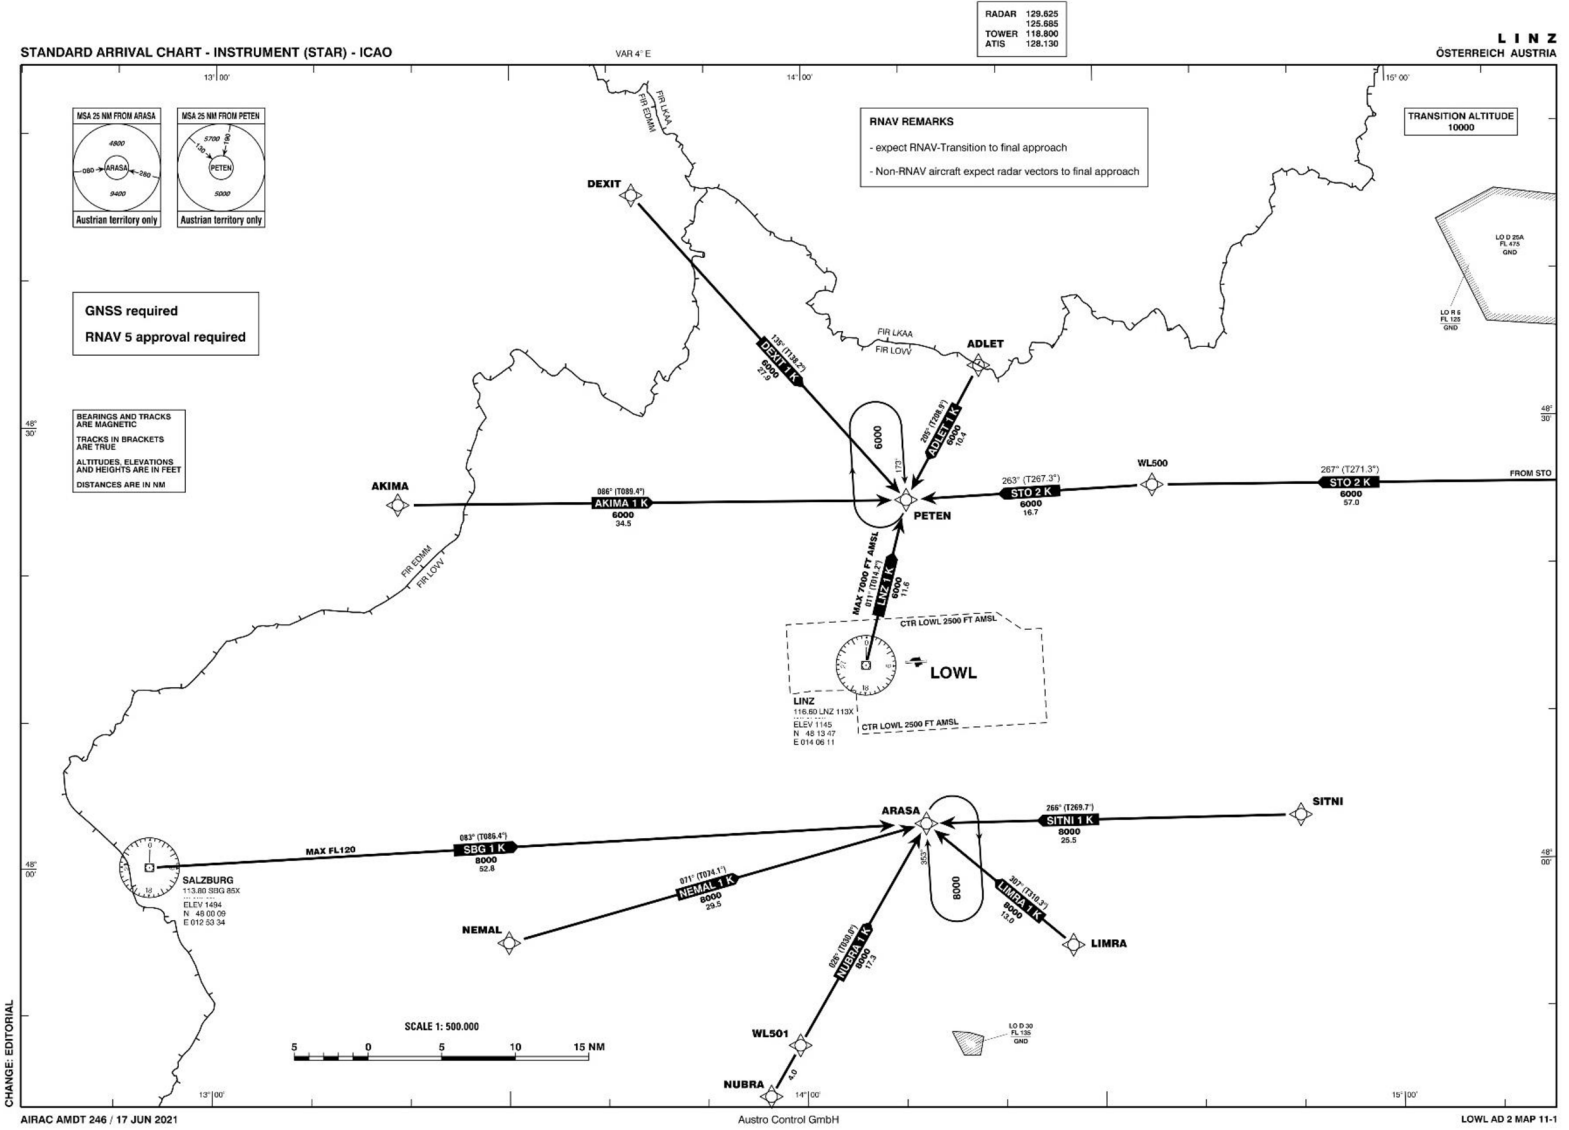 RADAR 129.625
125.685
TOWER 118.800
ATIS 128.130
L I N Z
STANDARD ARRIVAL CHART - INSTRUMENT (STAR) - ICAO
VAR 4° E
ÖSTERREICH AUSTRIA
13° 00'
14° 00'
15° 00'
MSA 25 NM FROM ARASA
4800
080
ARASA
280
9400
Austrian territory only
MSA 25 NM FROM PETEN
5700
130
190
PETEN
5000
Austrian territory only
FIR LKAA
FIR EDMM
RNAV REMARKS
- expect RNAV-Transition to final approach
- Non-RNAV aircraft expect radar vectors to final approach
TRANSITION ALTITUDE
10000
DEXIT
LO D 25A
FL 475
GND
LO R 6
FL 125
GND
GNSS required
RNAV 5 approval required
FIR LKAA
FIR LOVV
ADLET
135° (T138.2°)
DEXIT 1 K
6000
27.9
205° (T208.9°)
ADLET 1 K
6000
10.4
BEARINGS AND TRACKS
ARE MAGNETIC
TRACKS IN BRACKETS
ARE TRUE
ALTITUDES, ELEVATIONS
AND HEIGHTS ARE IN FEET
DISTANCES ARE IN NM
48°
30'
48°
30'
6000
173°
WL500
263° (T267.3°)
STO 2 K
6000
16.7
267° (T271.3°)
STO 2 K
6000
57.0
FROM STO
AKIMA
086° (T089.4°)
AKIMA 1 K
6000
34.5
PETEN
FIR EDMM
FIR LOVV
MAX 7000 FT AMSL
011° (T014.2°)
LNZ 1 K
6000
11.6
CTR LOWL 2500 FT AMSL
LOWL
LINZ
116.60 LNZ 113X
ELEV 1145
N 48 13 47
E 014 06 11
CTR LOWL 2500 FT AMSL
ARASA
SITNI
266° (T269.7°)
SITNI 1 K
8000
25.5
083° (T086.4°)
MAX FL120
SBG 1 K
8000
52.8
48°
00'
48°
00'
SALZBURG
113.80 SBG 85X
ELEV 1494
N 48 00 09
E 012 53 34
071° (T074.1°)
NEMAL 1 K
8000
29.5
NEMAL
353°
8000
307° (T310.3°)
LIMRA 1 K
8000
13.0
LIMRA
026° (T030.0°)
NUBRA 1 K
8000
17.3
SCALE 1: 500.000
5 0 5 10 15 NM
WL501
4.0
NUBRA
LO D 30
FL 135
GND
13° 00'
14° 00'
15° 00'
CHANGE: EDITORIAL
AIRAC AMDT 246 / 17 JUN 2021
Austro Control GmbH
LOWL AD 2 MAP 11-1